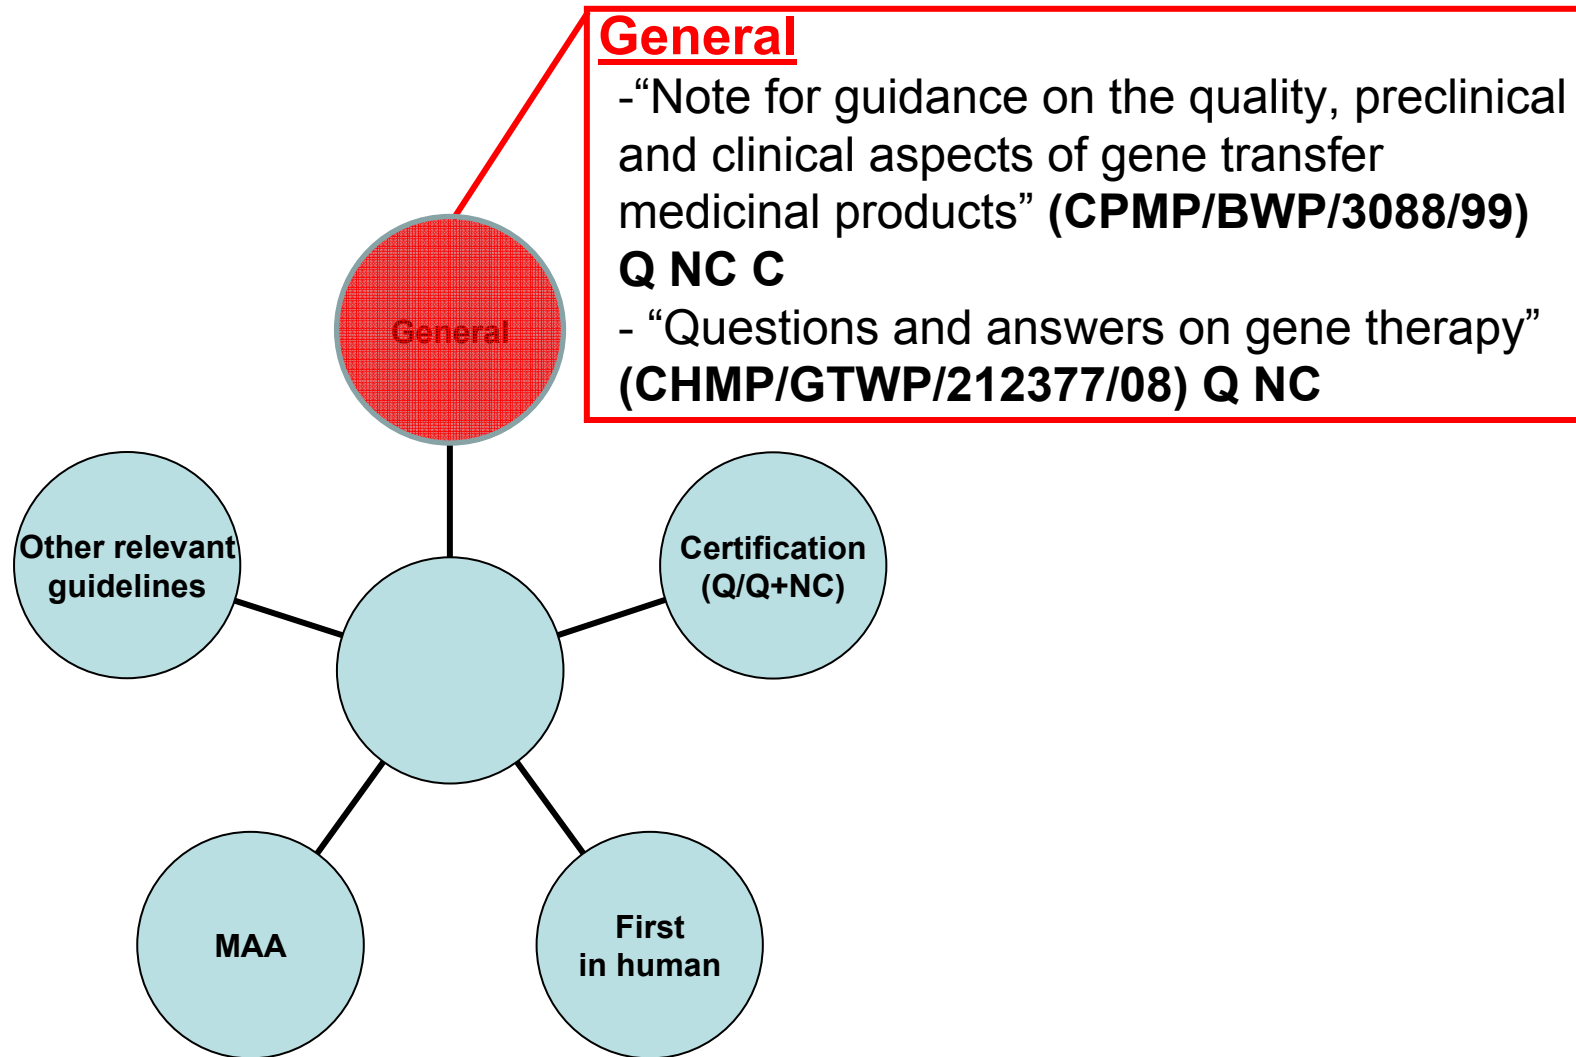 General
-“Note for guidance on the quality, preclinical
and clinical aspects of gene transfer
medicinal products” (CPMP/BWP/3088/99)
Q NC C
- “Questions and answers on gene therapy”
(CHMP/GTWP/212377/08) Q NC
General
Other relevant
guidelines
Certification
(Q/Q+NC)
MAA
First
in human